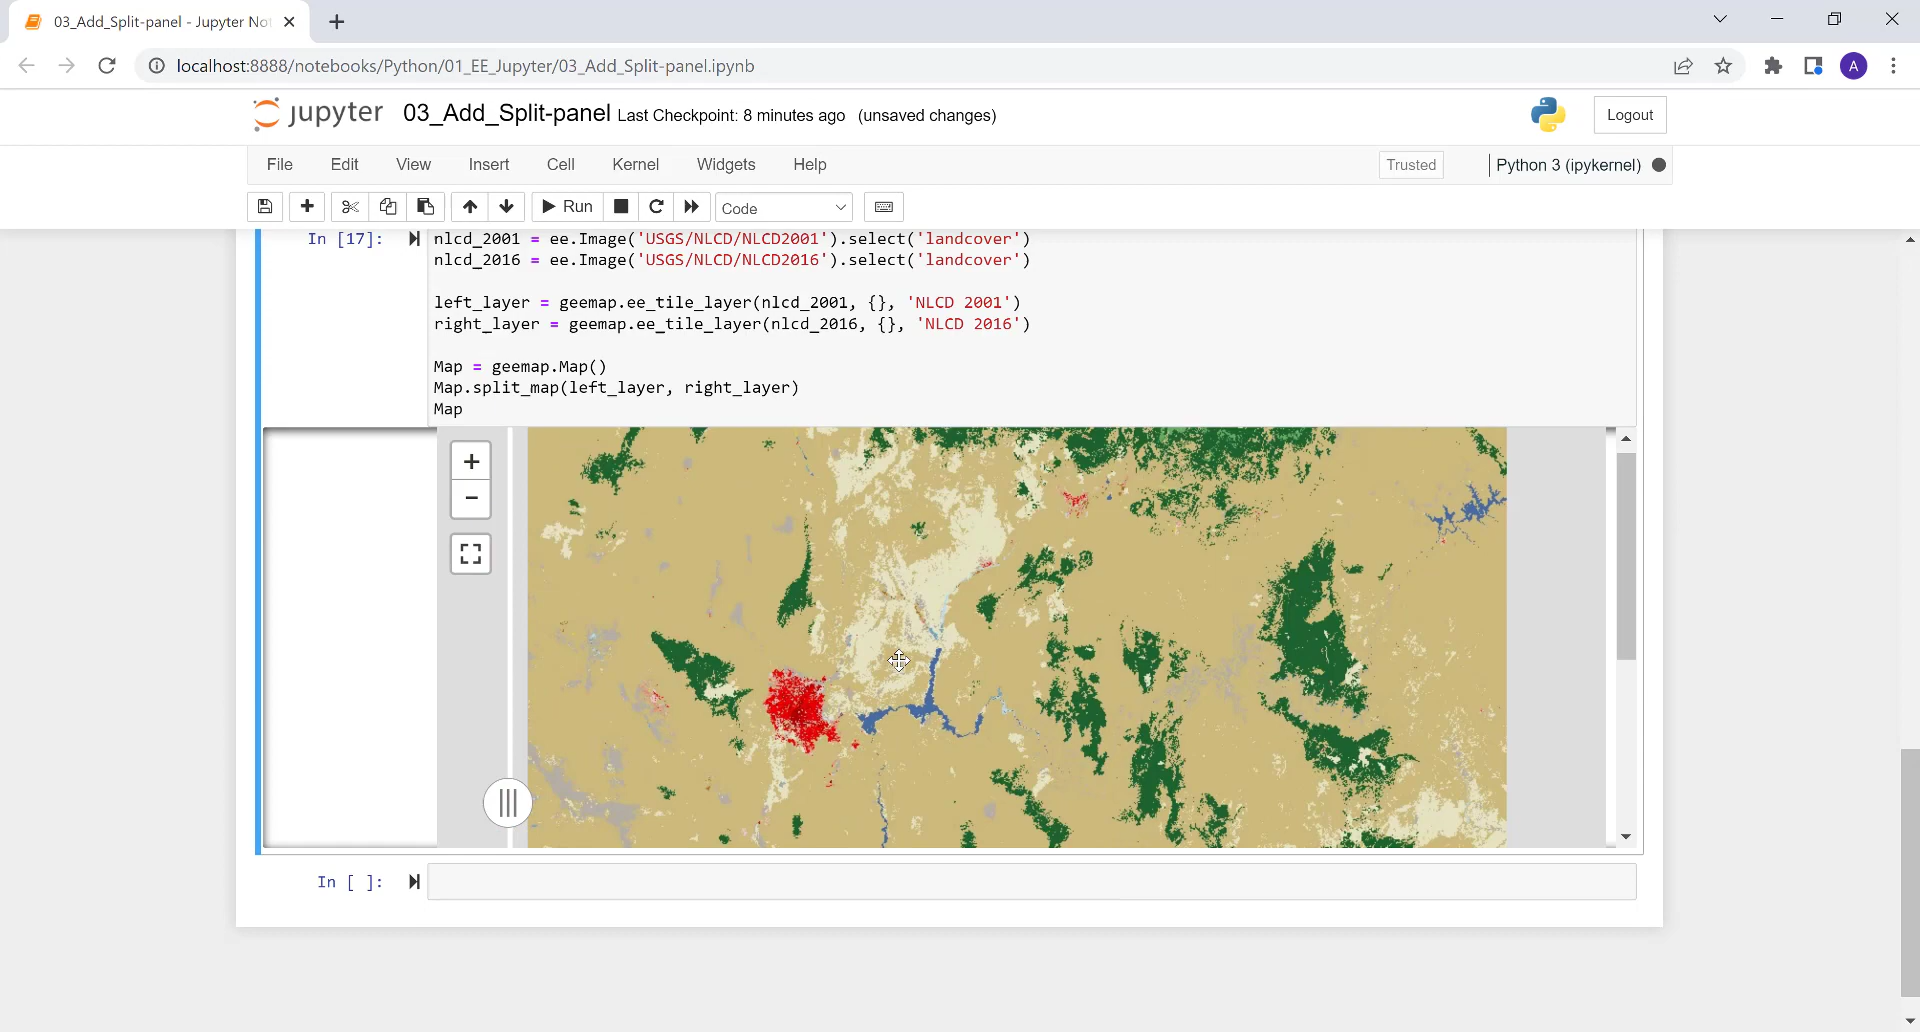 03_Add_Split-panel - Jupyter Not
localhost:8888/notebooks/Python/01_EE_Jupyter/03_Add_Split-panel.ipynb
A
jupyter 03_Add_Split-panel Last Checkpoint: 8 minutes ago (unsaved changes)
Logout
File Edit View Insert Cell Kernel Widgets Help
Trusted
Python 3 (ipykernel)
Run
Code
In [17]:
nlcd_2001 = ee.Image('USGS/NLCD/NLCD2001').select('landcover')
nlcd_2016 = ee.Image('USGS/NLCD/NLCD2016').select('landcover')
left_layer = geemap.ee_tile_layer(nlcd_2001, {}, 'NLCD 2001')
right_layer = geemap.ee_tile_layer(nlcd_2016, {}, 'NLCD 2016')
Map = geemap.Map()
Map.split_map(left_layer, right_layer)
Map
+
−
In [ ]: